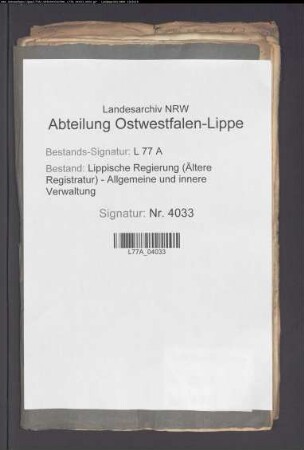 Landesarchiv NRW
Abteilung Ostwestfalen-Lippe
Bestands-Signatur: L 77 A
Bestand: Lippische Regierung (Ältere
Registratur) - Allgemeine und innere
Verwaltung
Signatur: Nr. 4033
L77A_04033